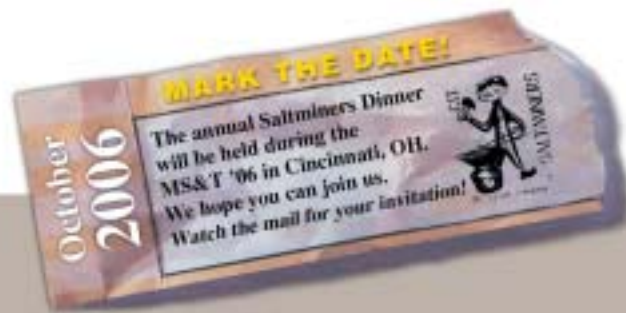 MARK THE DATE!
October
2006
The annual Saltminers Dinner
will be held during the
MS&T '06 in Cincinnati, OH.
We hope you can join us.
Watch the mail for your invitation!
SALTMINERS